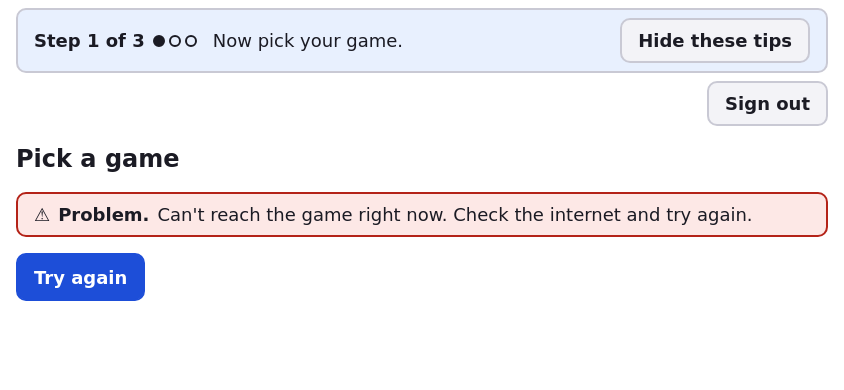 Step 1 of 3 ●○○ Now pick your game. Hide these tips
Sign out
Pick a game
⚠ Problem. Can't reach the game right now. Check the internet and try again.
Try again